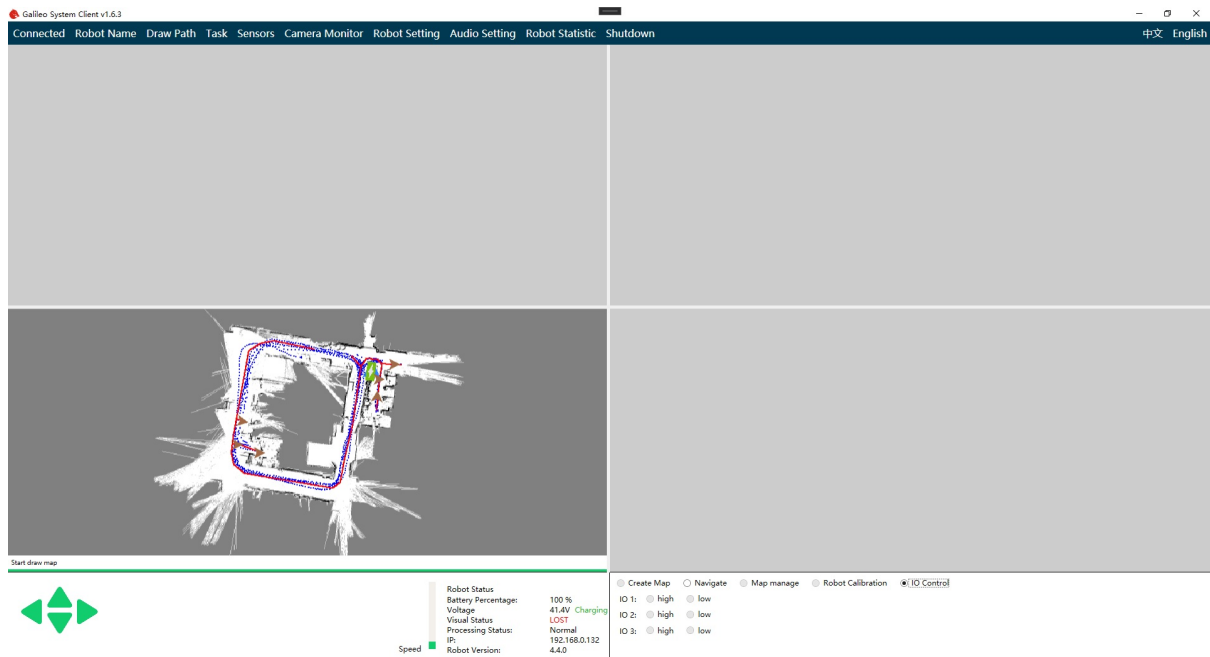 Galileo System Client v1.6.3
Connected Robot Name Draw Path Task Sensors Camera Monitor Robot Setting Audio Setting Robot Statistic Shutdown 中文 English
Start draw map
Speed
Robot Status
Battery Percentage: 100 %
Voltage 41.4V Charging
Visual Status LOST
Processing Status: Normal
IP: 192.168.0.132
Robot Version: 4.4.0
Create Map Navigate Map manage Robot Calibration IO Control
IO 1: high low
IO 2: high low
IO 3: high low